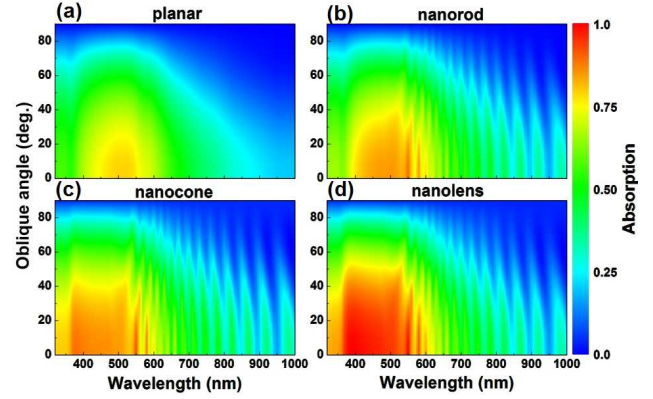 (a) planar
(b) nanorod
80
60
40
20
0
80
60
40
20
0
1.0
0.75
0.50
0.25
0.0
Absorption
Oblique angle (deg.)
(c) nanocone
(d) nanolens
80
60
40
20
0
80
60
40
20
0
400 500 600 700 800 900 1000
400 500 600 700 800 900 1000
Wavelength (nm)
Wavelength (nm)